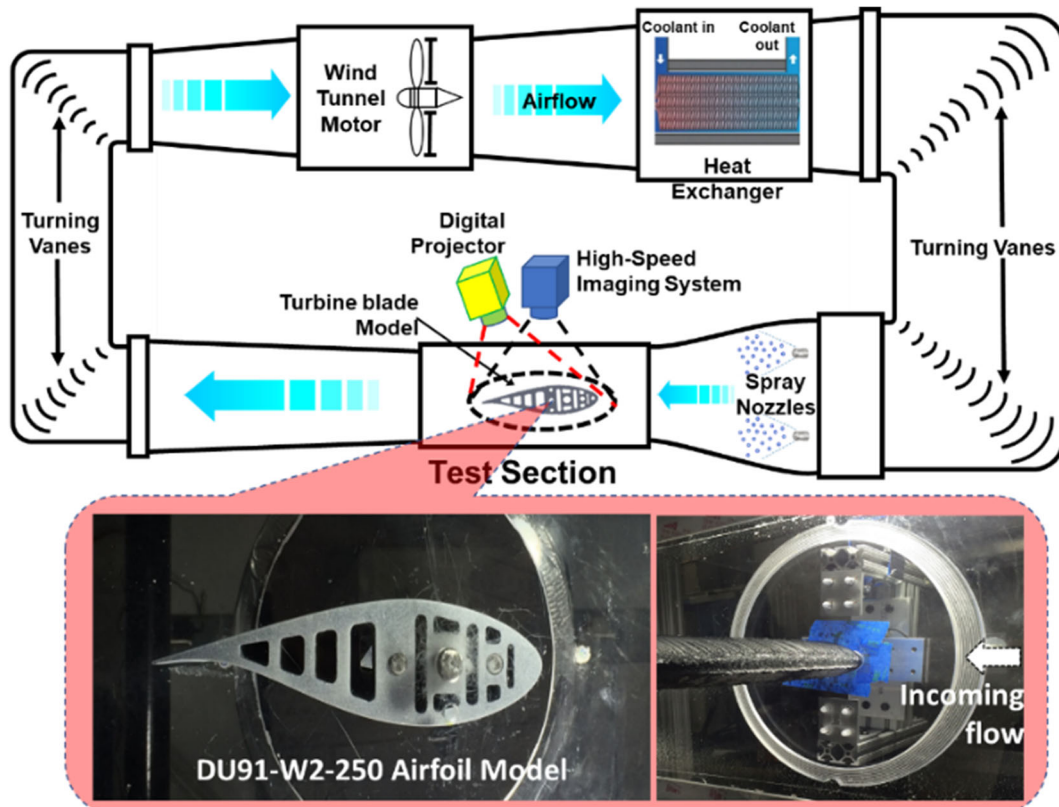 Coolant in
Coolant
out
Wind
Tunnel
Motor
Airflow
Heat
Exchanger
Turning
Vanes
Digital
Projector
High-Speed
Imaging System
Turning Vanes
Turbine blade
Model
Spray
Nozzles
Test Section
DU91-W2-250 Airfoil Model
Incoming
flow